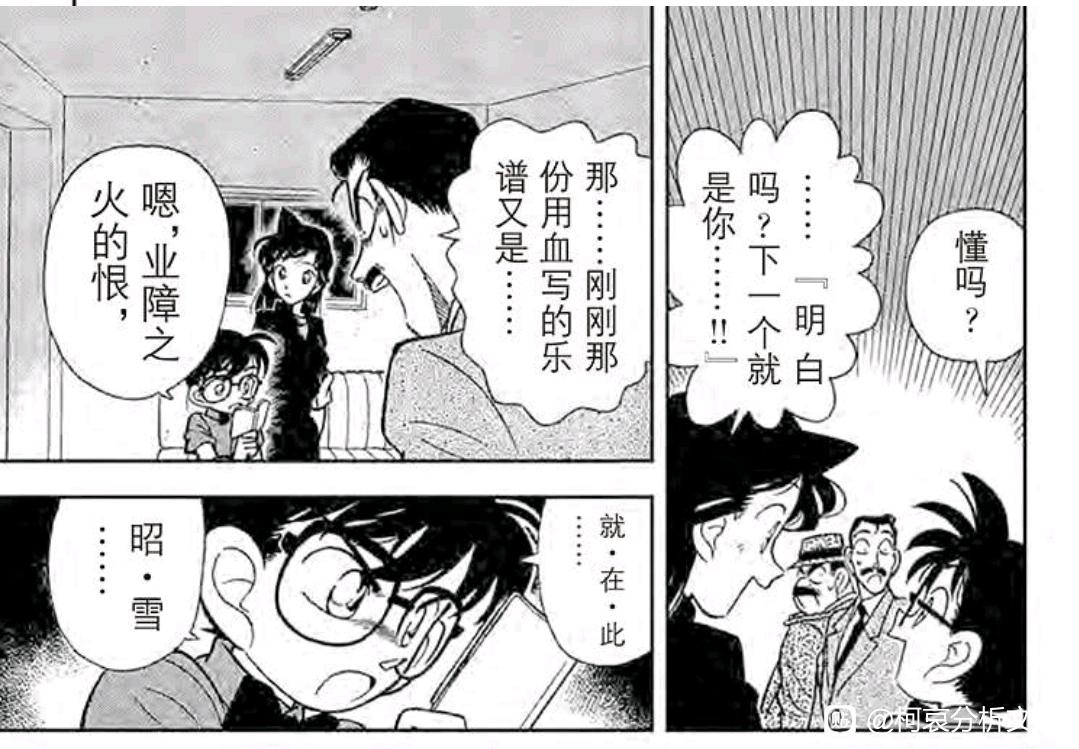 懂吗?
……『明白
吗?下一个就
是你……!!』
那……刚刚那
份用血写的乐
谱又是……
嗯,业障之
火的恨,
就·在·此
……
昭·雪
……
@柯哀分析文